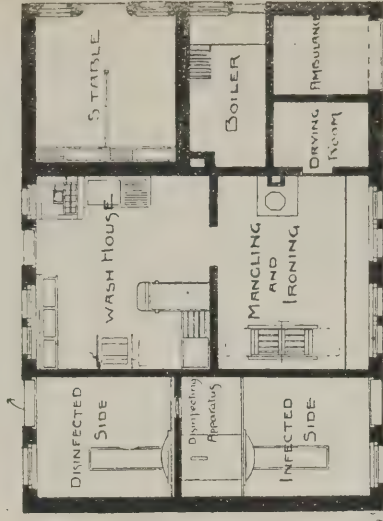 STABLE
BOILER
AMBULANCE
DRYING
ROOM
WASH HOUSE
MANGLING
AND
IRONING
DISINFECTED
SIDE
Disinfecting
Apparatus
INFECTED
SIDE